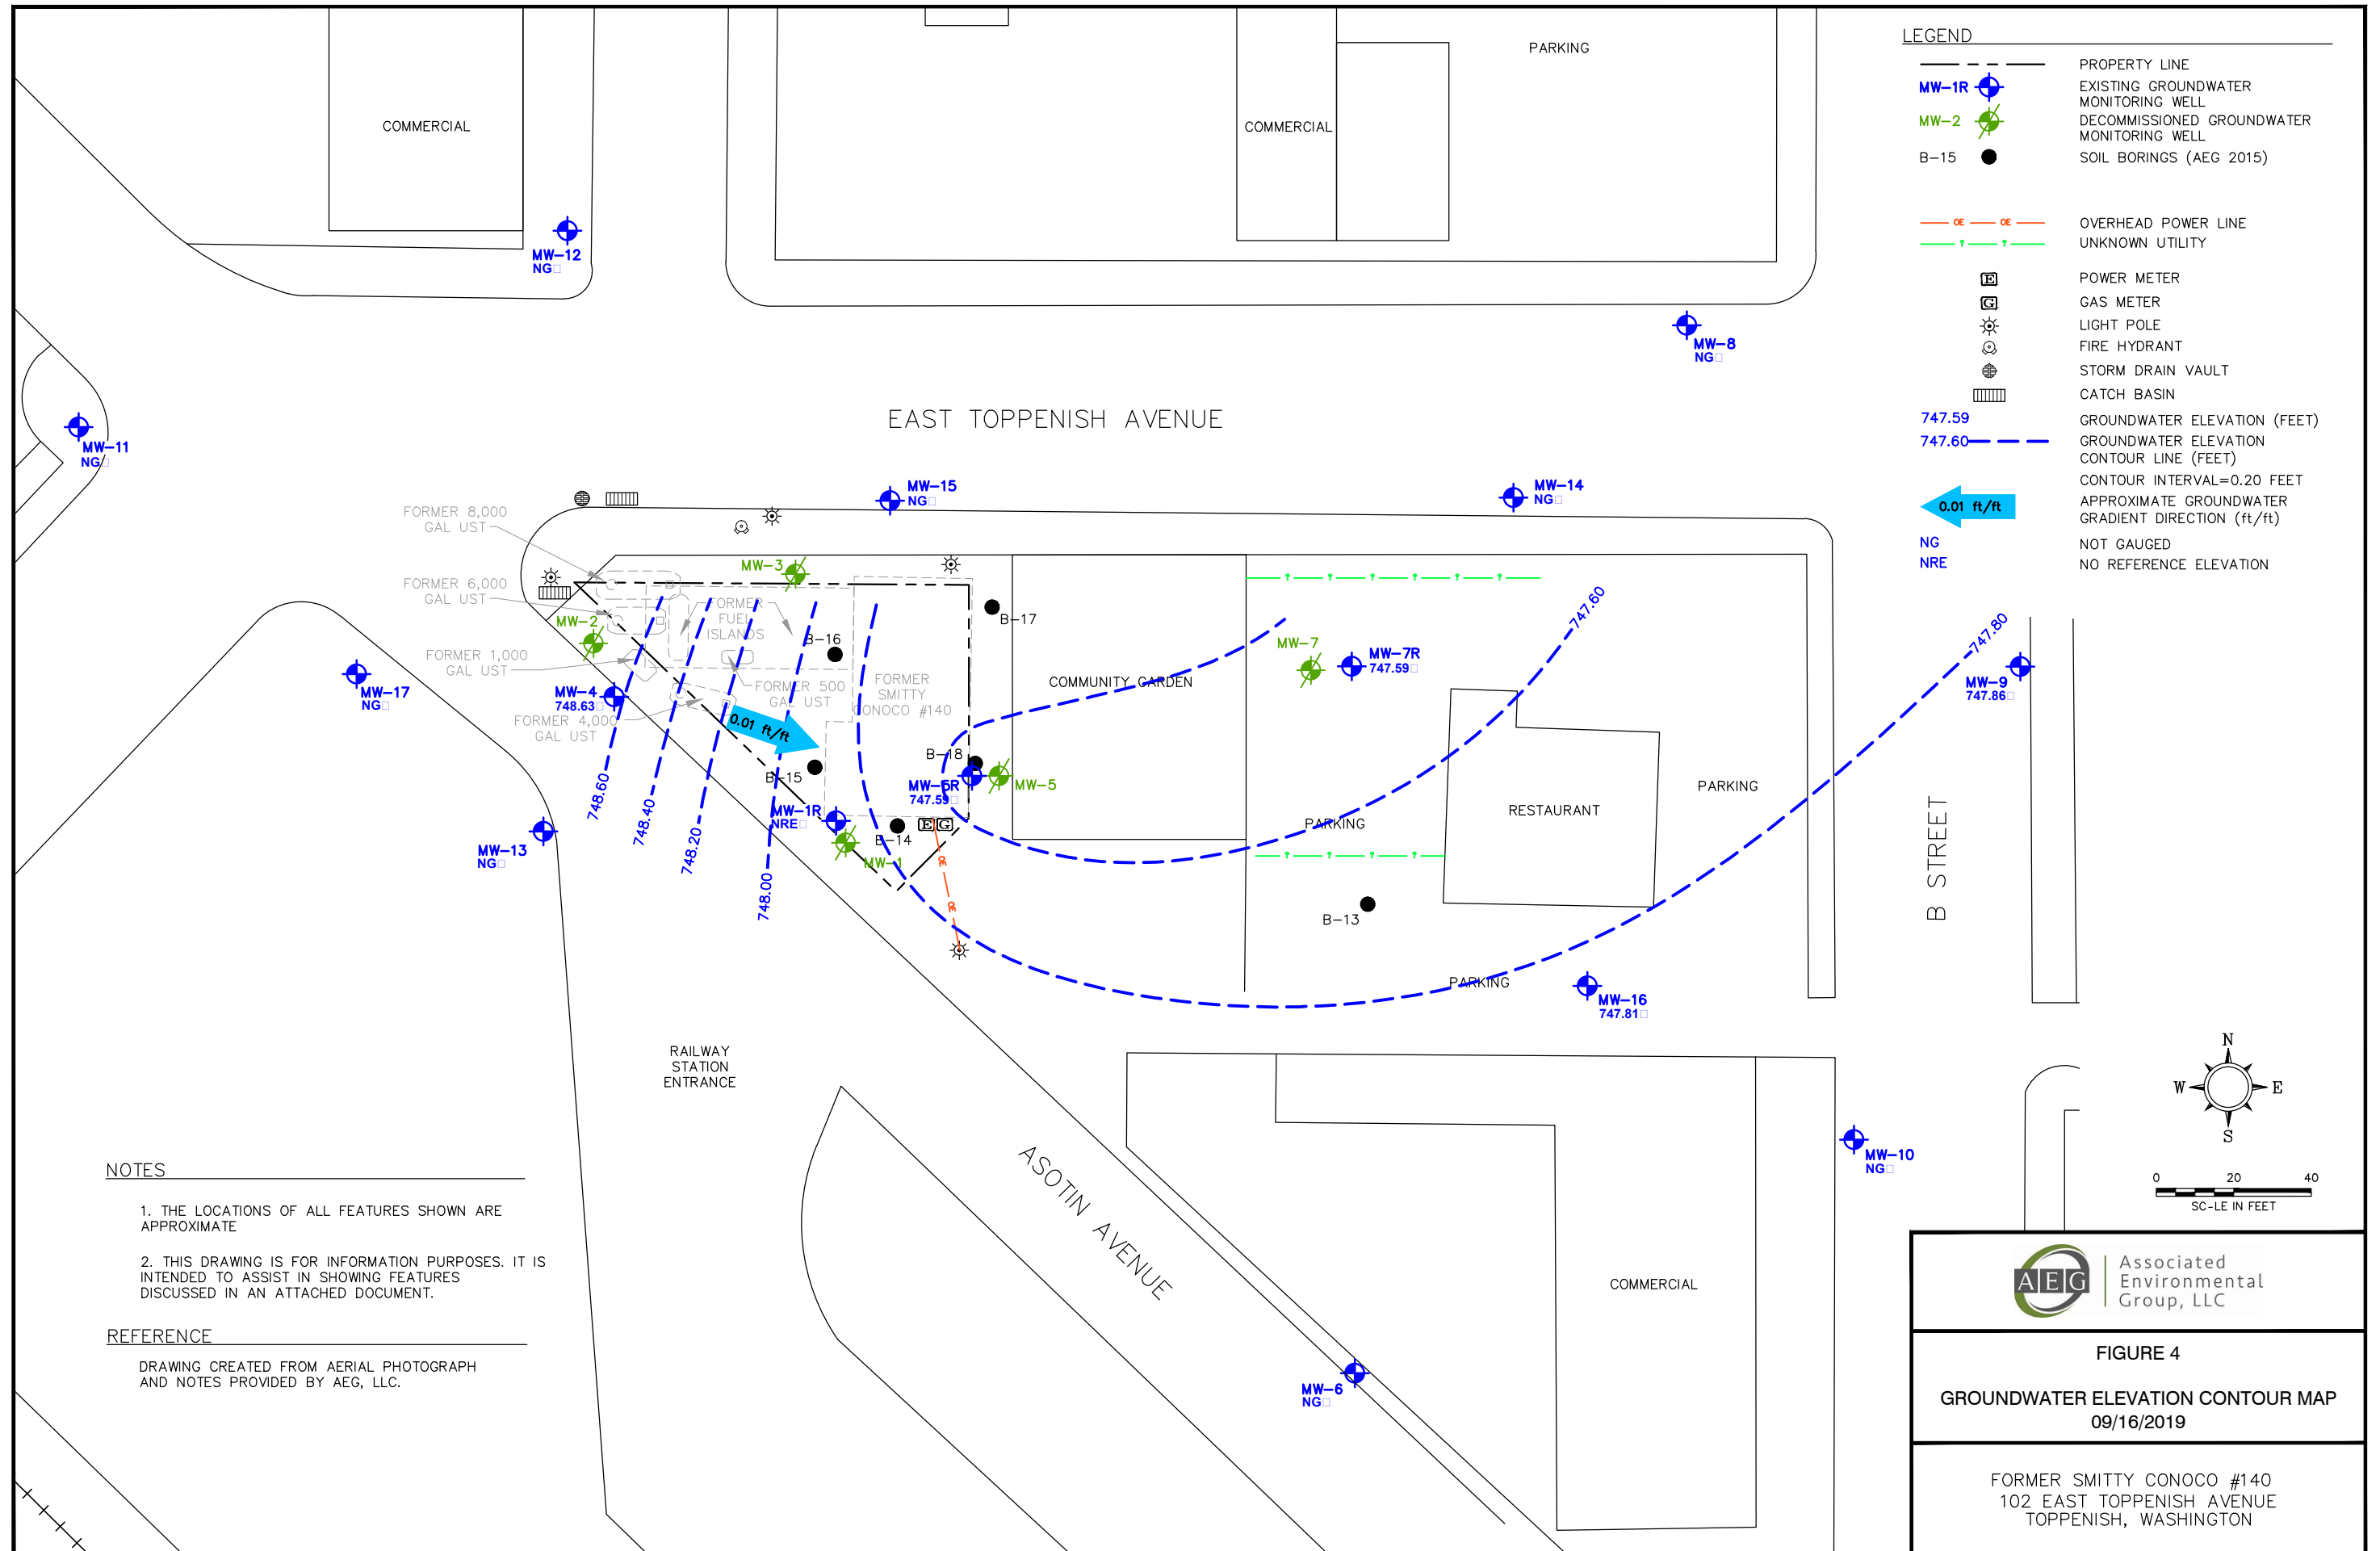 COMMERCIAL
COMMERCIAL
PARKING
MW-12
NG
MW-8
NG
MW-11
NG
EAST TOPPENISH AVENUE
MW-15
NG
MW-14
NG
FORMER 8,000
GAL UST
FORMER 6,000
GAL UST
FORMER 1,000
GAL UST
FORMER 4,000
GAL UST
MW-3
MW-2
FORMER
FUEL
ISLANDS
B-16
B-17
FORMER 500
GAL UST
FORMER
SMITTY
CONOCO #140
MW-4
748.63
0.01 ft/ft
B-15
B-18
MW-5R
747.59
MW-5
MW-1R
NRE
B-14
E
G
MW-1
OE
OE
748.60
748.40
748.20
748.00
COMMUNITY GARDEN
? ? ? ? ? ?
MW-7
MW-7R
747.59
747.60
747.80
MW-9
747.86
PARKING
RESTAURANT
PARKING
? ? ? ?
B-13
PARKING
MW-16
747.81
B STREET
MW-17
NG
MW-13
NG
RAILWAY
STATION
ENTRANCE
ASOTIN AVENUE
MW-10
NG
MW-6
NG
COMMERCIAL
LEGEND
PROPERTY LINE
MW-1R
EXISTING GROUNDWATER
MONITORING WELL
MW-2
DECOMMISSIONED GROUNDWATER
MONITORING WELL
B-15
SOIL BORINGS (AEG 2015)
OE OE
OVERHEAD POWER LINE
? ?
UNKNOWN UTILITY
E
POWER METER
G
GAS METER
LIGHT POLE
FIRE HYDRANT
STORM DRAIN VAULT
CATCH BASIN
747.59
GROUNDWATER ELEVATION (FEET)
747.60
GROUNDWATER ELEVATION
CONTOUR LINE (FEET)
CONTOUR INTERVAL=0.20 FEET
0.01 ft/ft
APPROXIMATE GROUNDWATER
GRADIENT DIRECTION (ft/ft)
NG
NOT GAUGED
NRE
NO REFERENCE ELEVATION
N
W
E
S
0 20 40
SC-LE IN FEET
NOTES
1. THE LOCATIONS OF ALL FEATURES SHOWN ARE
APPROXIMATE
2. THIS DRAWING IS FOR INFORMATION PURPOSES. IT IS
INTENDED TO ASSIST IN SHOWING FEATURES
DISCUSSED IN AN ATTACHED DOCUMENT.
REFERENCE
DRAWING CREATED FROM AERIAL PHOTOGRAPH
AND NOTES PROVIDED BY AEG, LLC.
AEG
Associated
Environmental
Group, LLC
FIGURE 4
GROUNDWATER ELEVATION CONTOUR MAP
09/16/2019
FORMER SMITTY CONOCO #140
102 EAST TOPPENISH AVENUE
TOPPENISH, WASHINGTON